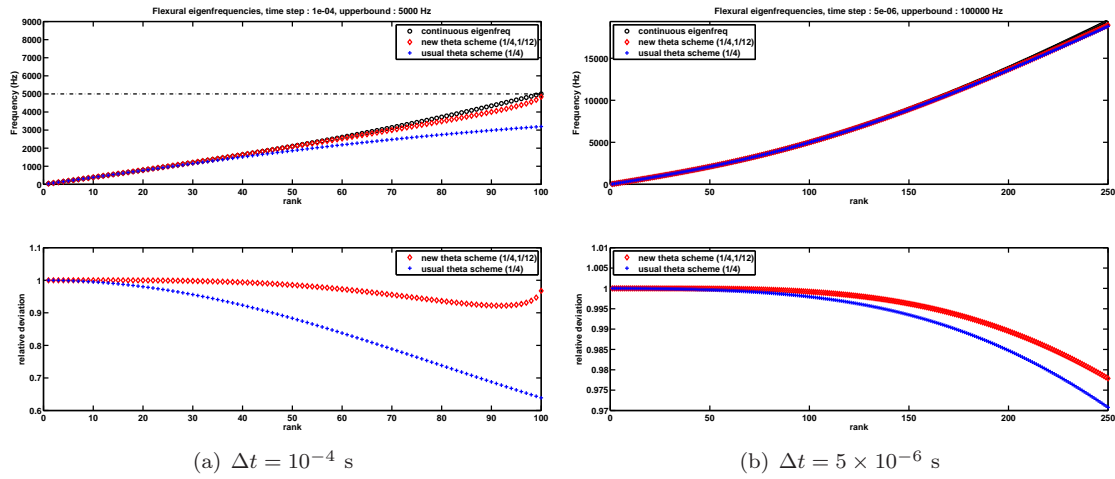 Flexural eigenfrequencies, time step : 1e-04, upperbound : 5000 Hz
continuous eigenfreq
new theta scheme (1/4,1/12)
usual theta scheme (1/4)
Frequency (Hz)
9000
8000
7000
6000
5000
4000
3000
2000
1000
0
0 10 20 30 40 50 60 70 80 90 100
rank
new theta scheme (1/4,1/12)
usual theta scheme (1/4)
relative deviation
1.1
1
0.9
0.8
0.7
0.6
0 10 20 30 40 50 60 70 80 90 100
rank
(a) Δt = 10⁻⁴ s
Flexural eigenfrequencies, time step : 5e-06, upperbound : 100000 Hz
continuous eigenfreq
new theta scheme (1/4,1/12)
usual theta scheme (1/4)
Frequency (Hz)
15000
10000
5000
0
0 50 100 150 200 250
rank
new theta scheme (1/4,1/12)
usual theta scheme (1/4)
relative deviation
1.01
1.005
1
0.995
0.99
0.985
0.98
0.975
0.97
0 50 100 150 200 250
rank
(b) Δt = 5 × 10⁻⁶ s